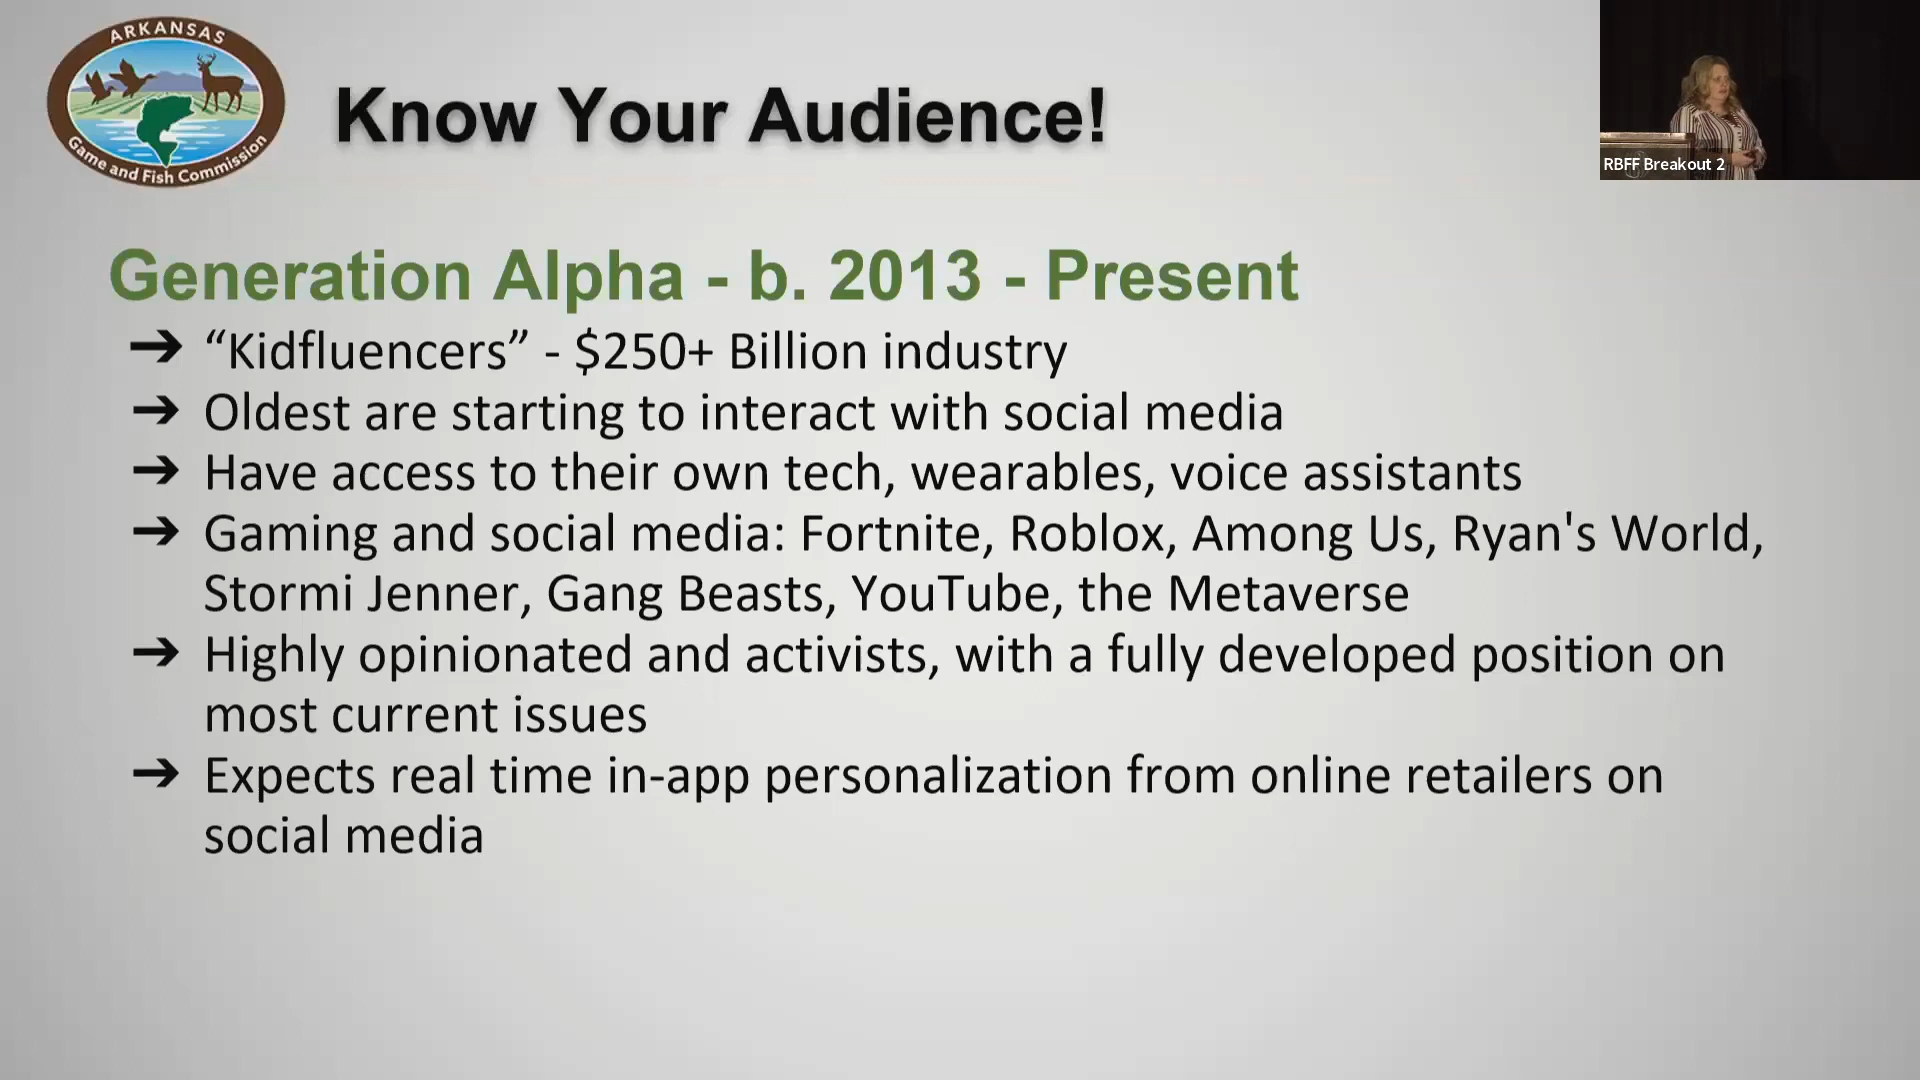 ARKANSAS
Game and Fish Commission
Know Your Audience!
RBFF Breakout 2
Generation Alpha - b. 2013 - Present
➔ “Kidfluencers” - $250+ Billion industry
➔ Oldest are starting to interact with social media
➔ Have access to their own tech, wearables, voice assistants
➔ Gaming and social media: Fortnite, Roblox, Among Us, Ryan's World,
Stormi Jenner, Gang Beasts, YouTube, the Metaverse
➔ Highly opinionated and activists, with a fully developed position on
most current issues
➔ Expects real time in-app personalization from online retailers on
social media